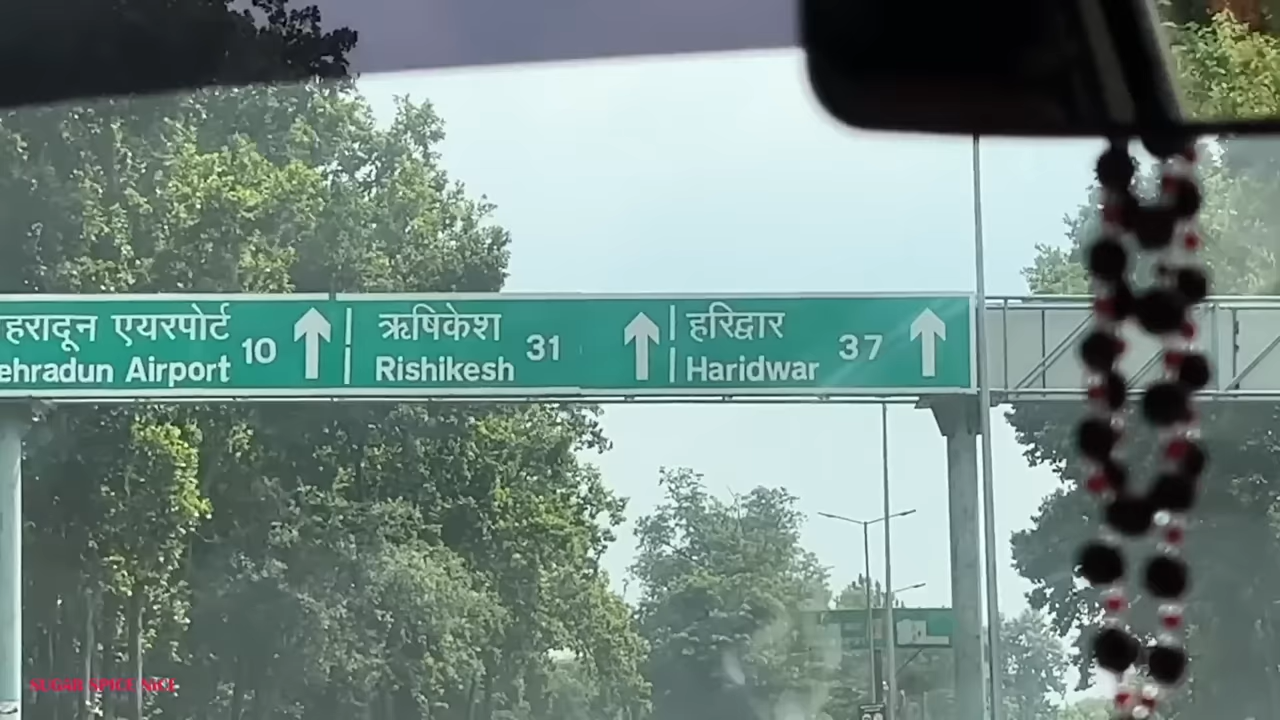 हरादून एयरपोर्ट 10
ehradun Airport
ऋषिकेश 31
Rishikesh
हरिद्वार 37
Haridwar
SUGAR SPICE NICE